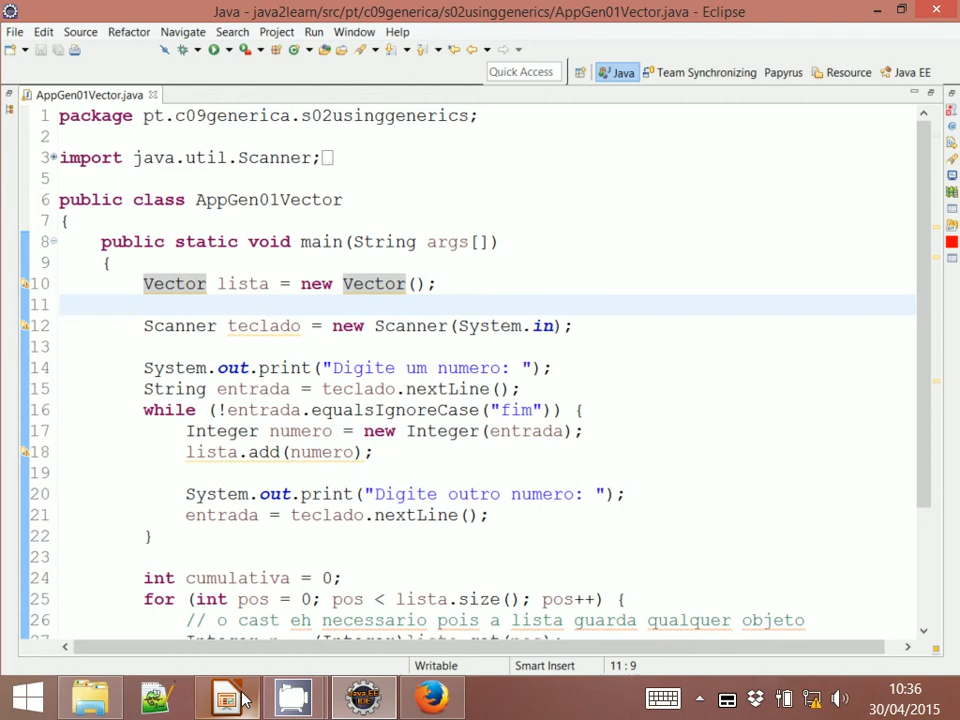 Java - java2learn/src/pt/c09generica/s02usinggenerics/AppGen01Vector.java - Eclipse
File Edit Source Refactor Navigate Search Project Run Window Help
Quick Access Java Team Synchronizing Papyrus Resource Java EE
AppGen01Vector.java
1 package pt.c09generica.s02usinggenerics;
2
3 import java.util.Scanner;
5
6 public class AppGen01Vector
7 {
8 public static void main(String args[])
9 {
10 Vector lista = new Vector();
11
12 Scanner teclado = new Scanner(System.in);
13
14 System.out.print("Digite um numero: ");
15 String entrada = teclado.nextLine();
16 while (!entrada.equalsIgnoreCase("fim")) {
17 Integer numero = new Integer(entrada);
18 lista.add(numero);
19
20 System.out.print("Digite outro numero: ");
21 entrada = teclado.nextLine();
22 }
23
24 int cumulativa = 0;
25 for (int pos = 0; pos < lista.size(); pos++) {
26 // o cast eh necessario pois a lista guarda qualquer objeto
Writable Smart Insert 11 : 9
Java EE
IDE
10:36
30/04/2015